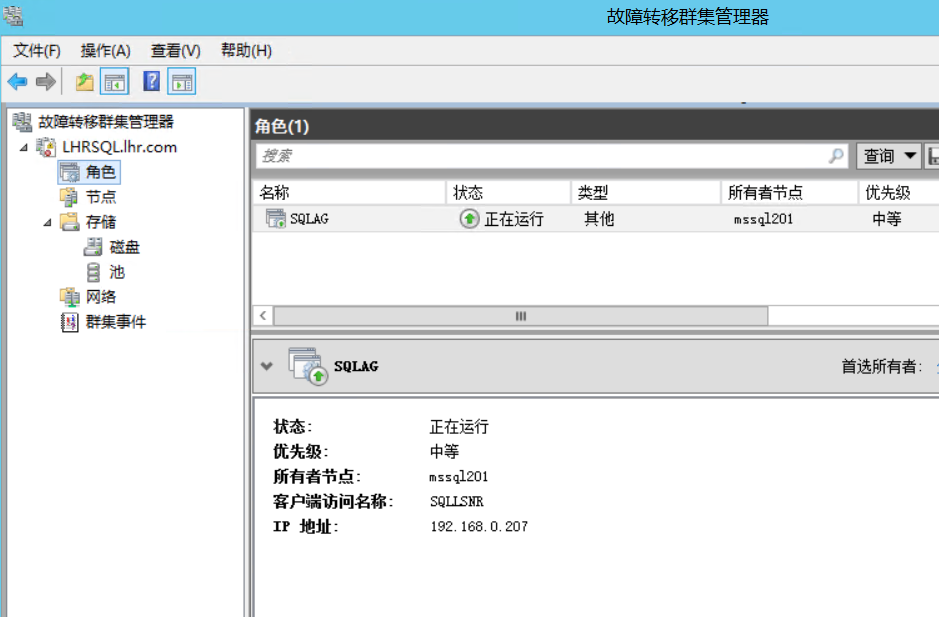 故障转移群集管理器
文件(F) 操作(A) 查看(V) 帮助(H)
故障转移群集管理器
LHRSQL.lhr.com
角色
节点
存储
磁盘
池
网络
群集事件
角色(1)
搜索
查询
名称 状态 类型 所有者节点 优先级
SQLAG 正在运行 其他 mssql201 中等
SQLAG
首选所有者:
状态: 正在运行
优先级: 中等
所有者节点: mssql201
客户端访问名称: SQLLSNR
IP 地址: 192.168.0.207